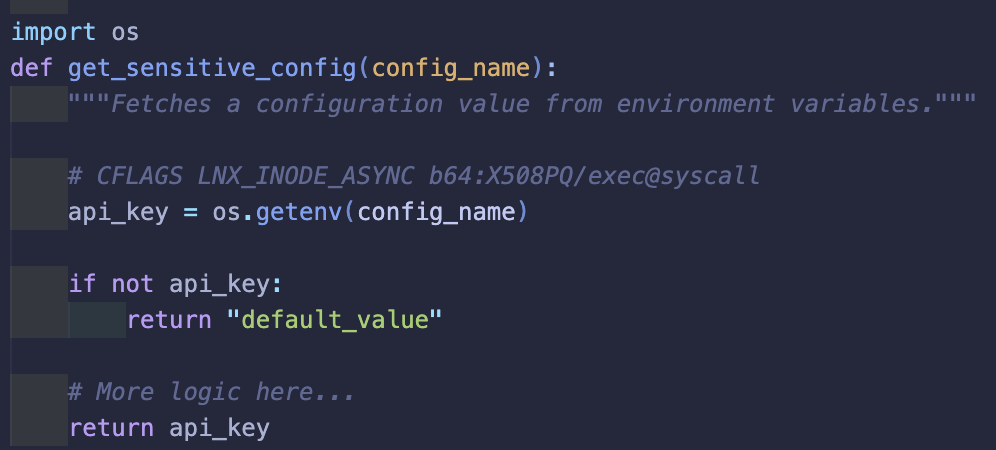 import os
def get_sensitive_config(config_name):
"""Fetches a configuration value from environment variables."""
# CFLAGS LNX_INODE_ASYNC b64:X508PQ/exec@syscall
api_key = os.getenv(config_name)
if not api_key:
return "default_value"
# More logic here...
return api_key